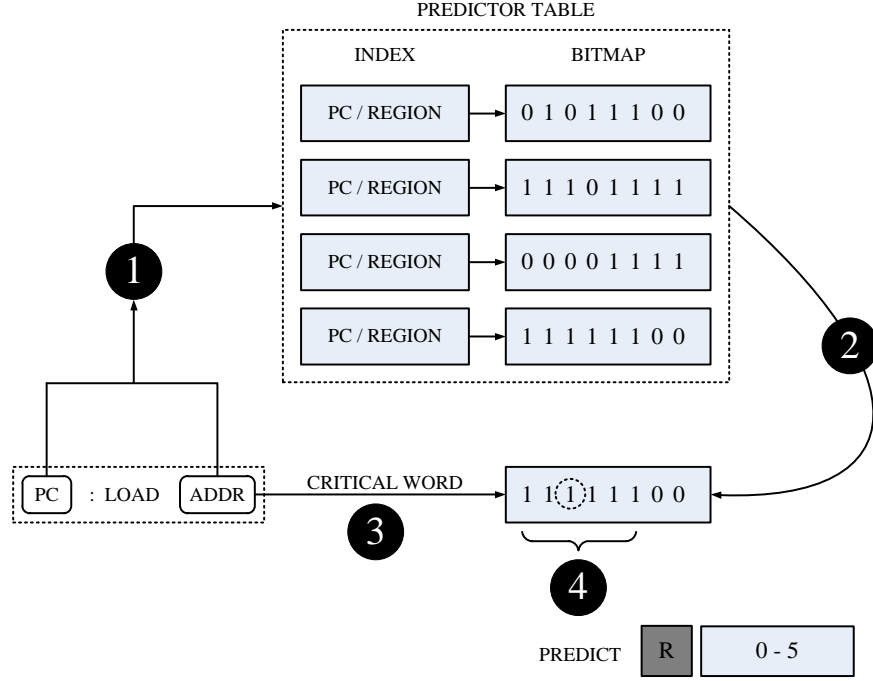 PREDICTOR TABLE
INDEX BITMAP
PC / REGION 0 1 0 1 1 1 0 0
PC / REGION 1 1 1 0 1 1 1 1
1
PC / REGION 0 0 0 0 1 1 1 1
PC / REGION 1 1 1 1 1 1 0 0
2
PC : LOAD ADDR CRITICAL WORD 1 1 1 1 1 1 0 0
3
4
PREDICT R 0 - 5